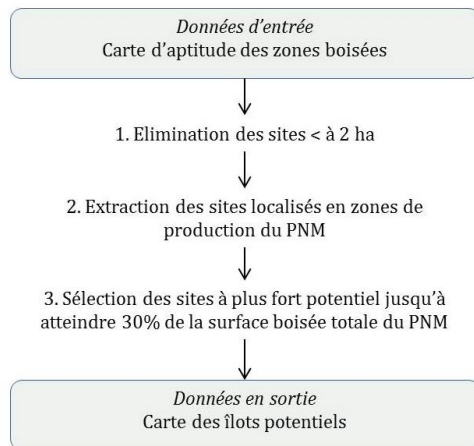 Données d'entrée
Carte d'aptitude des zones boisées
1. Elimination des sites < à 2 ha
2. Extraction des sites localisés en zones de
production du PNM
3. Sélection des sites à plus fort potentiel jusqu'à
atteindre 30% de la surface boisée totale du PNM
Données en sortie
Carte des îlots potentiels